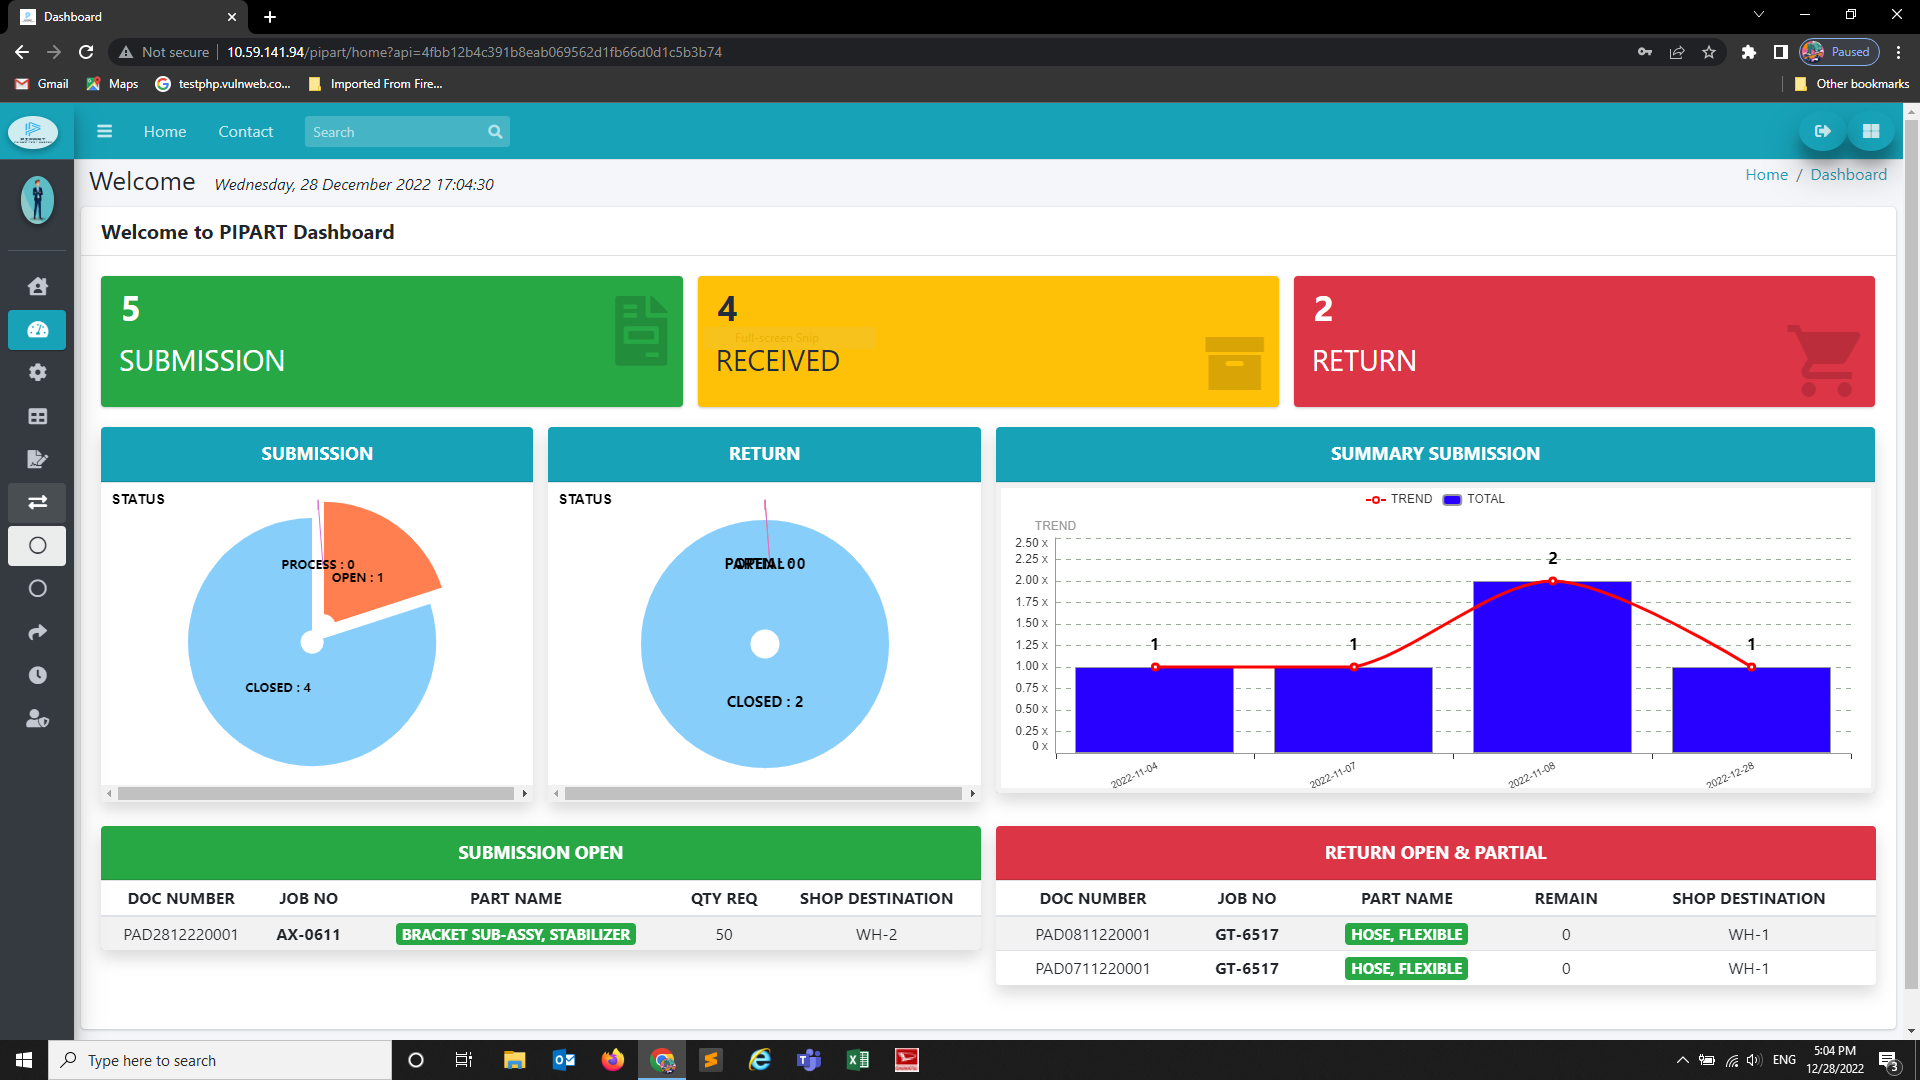 Dashboard
Not secure 10.59.141.94/pipart/home?api=4fbb12b4c391b8eab069562d1fb66d0d1c5b3b74
Paused
Gmail Maps testphp.vulnweb.co... Imported From Fire... Other bookmarks
PIPART
Home Contact Search
Welcome Wednesday, 28 December 2022 17:04:30
Home / Dashboard
Welcome to PIPART Dashboard
5
SUBMISSION
4
Full-screen Snip
RECEIVED
2
RETURN
SUBMISSION
STATUS
PROCESS : 0
OPEN : 1
CLOSED : 4
RETURN
STATUS
PARTIAL : 0
OPEN : 0
CLOSED : 2
SUMMARY SUBMISSION
TREND TOTAL
TREND
2.50 x
2.25 x
2.00 x
1.75 x
1.50 x
1.25 x
1.00 x
0.75 x
0.50 x
0.25 x
0 x
1 1 2 1
2022-11-04 2022-11-07 2022-11-08 2022-12-28
SUBMISSION OPEN
DOC NUMBER JOB NO PART NAME QTY REQ SHOP DESTINATION
PAD2812220001 AX-0611 BRACKET SUB-ASSY, STABILIZER 50 WH-2
RETURN OPEN & PARTIAL
DOC NUMBER JOB NO PART NAME REMAIN SHOP DESTINATION
PAD0811220001 GT-6517 HOSE, FLEXIBLE 0 WH-1
PAD0711220001 GT-6517 HOSE, FLEXIBLE 0 WH-1
Type here to search
ENG
5:04 PM
12/28/2022
3